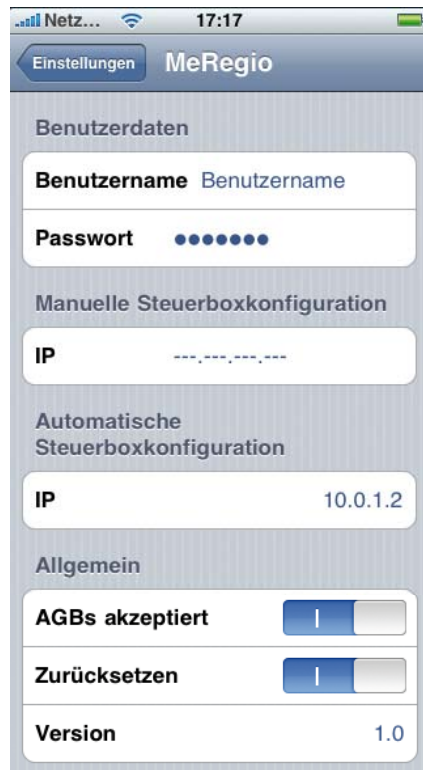 Netz... 17:17
Einstellungen MeRegio
Benutzerdaten
Benutzername Benutzername
Passwort •••••••
Manuelle Steuerboxkonfiguration
IP ---.---.---.---
Automatische
Steuerboxkonfiguration
IP 10.0.1.2
Allgemein
AGBs akzeptiert
Zurücksetzen
Version 1.0